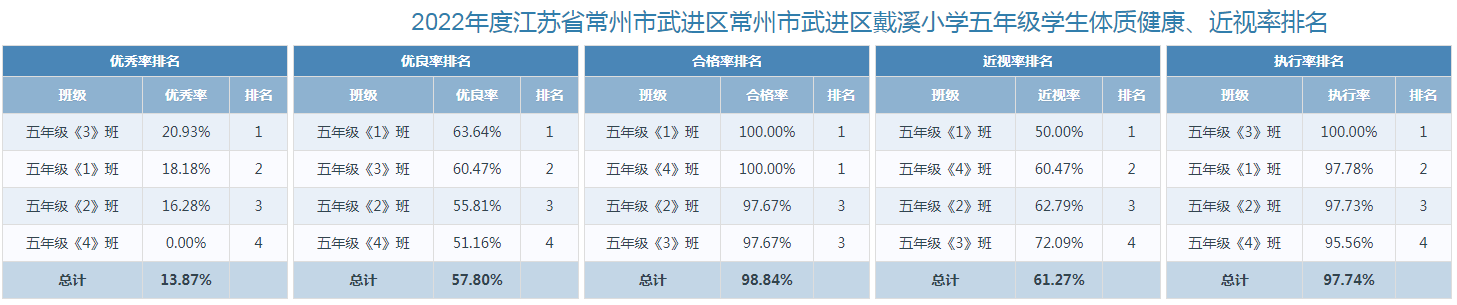 2022年度江苏省常州市武进区常州市武进区戴溪小学五年级学生体质健康、近视率排名
优秀率排名 优良率排名 合格率排名 近视率排名 执行率排名
班级 优秀率 排名 班级 优良率 排名 班级 合格率 排名 班级 近视率 排名 班级 执行率 排名
五年级《3》班 20.93% 1 五年级《1》班 63.64% 1 五年级《1》班 100.00% 1 五年级《1》班 50.00% 1 五年级《3》班 100.00% 1
五年级《1》班 18.18% 2 五年级《3》班 60.47% 2 五年级《4》班 100.00% 1 五年级《4》班 60.47% 2 五年级《1》班 97.78% 2
五年级《2》班 16.28% 3 五年级《2》班 55.81% 3 五年级《2》班 97.67% 3 五年级《2》班 62.79% 3 五年级《2》班 97.73% 3
五年级《4》班 0.00% 4 五年级《4》班 51.16% 4 五年级《3》班 97.67% 3 五年级《3》班 72.09% 4 五年级《4》班 95.56% 4
总计 13.87% 总计 57.80% 总计 98.84% 总计 61.27% 总计 97.74%